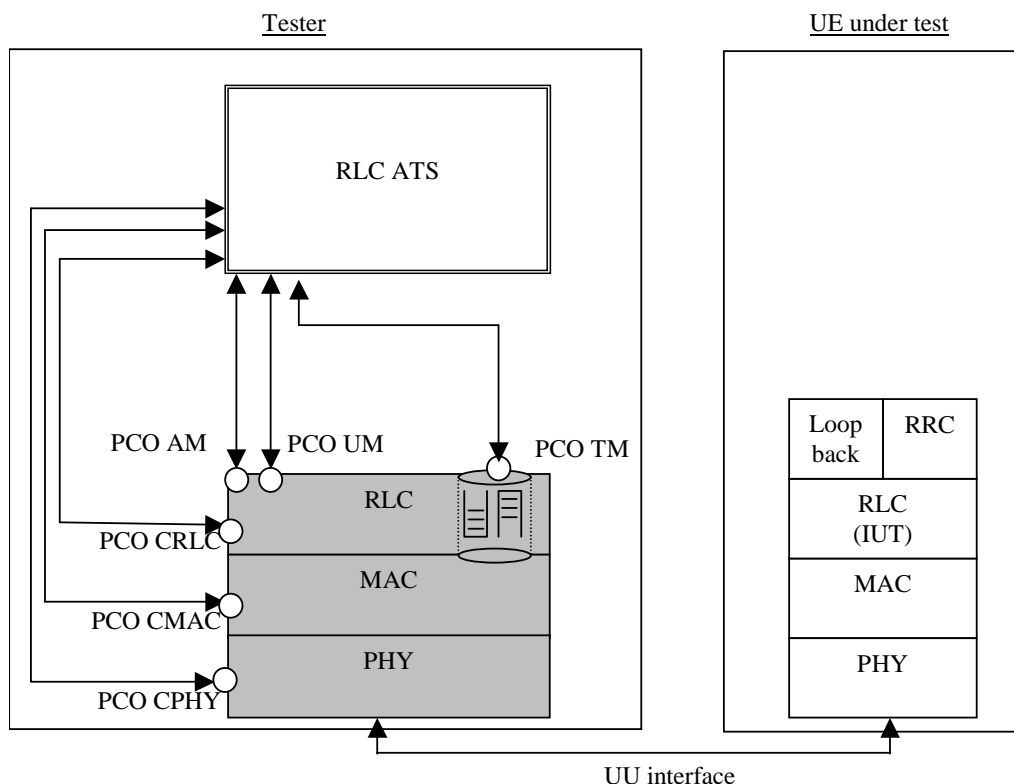 Tester
UE under test
RLC ATS
PCO AM
PCO UM
PCO TM
Loop
back
RRC
RLC
RLC
(IUT)
PCO CRLC
MAC
MAC
PCO CMAC
PHY
PHY
PCO CPHY
UU interface